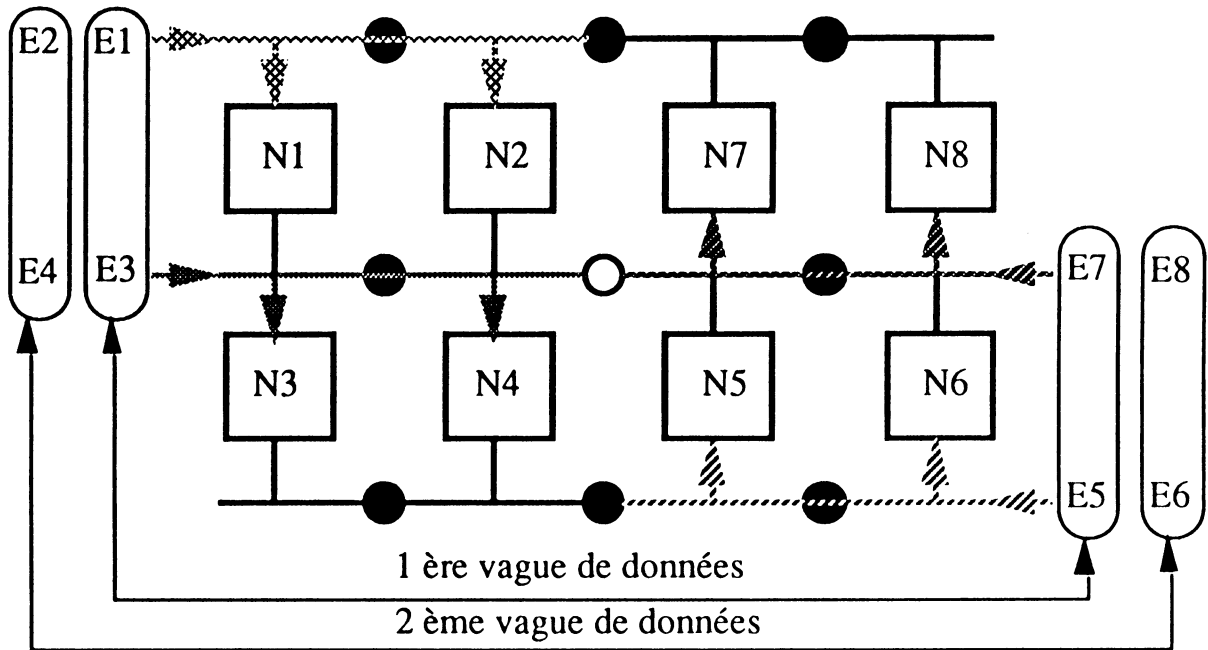 E2 E1
N1 N2 N7 N8
E4 E3 E7 E8
N3 N4 N5 N6
E5 E6
1 ère vague de données
2 ème vague de données